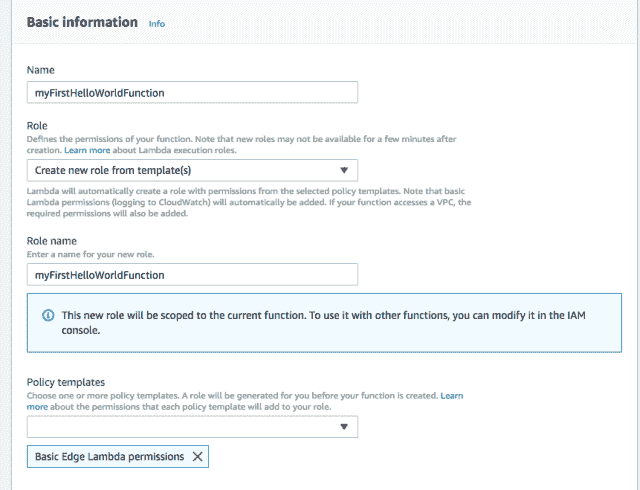 Basic information Info
Name
myFirstHelloWorldFunction
Role
Defines the permissions of your function. Note that new roles may not be available for a few minutes after
creation. Learn more about Lambda execution roles.
Create new role from template(s)
Lambda will automatically create a role with permissions from the selected policy templates. Note that basic
Lambda permissions (logging to CloudWatch) will automatically be added. If your function accesses a VPC, the
required permissions will also be added.
Role name
Enter a name for your new role.
myFirstHelloWorldFunction
This new role will be scoped to the current function. To use it with other functions, you can modify it in the IAM
console.
Policy templates
Choose one or more policy templates. A role will be generated for you before your function is created. Learn
more about the permissions that each policy template will add to your role.
Basic Edge Lambda permissions